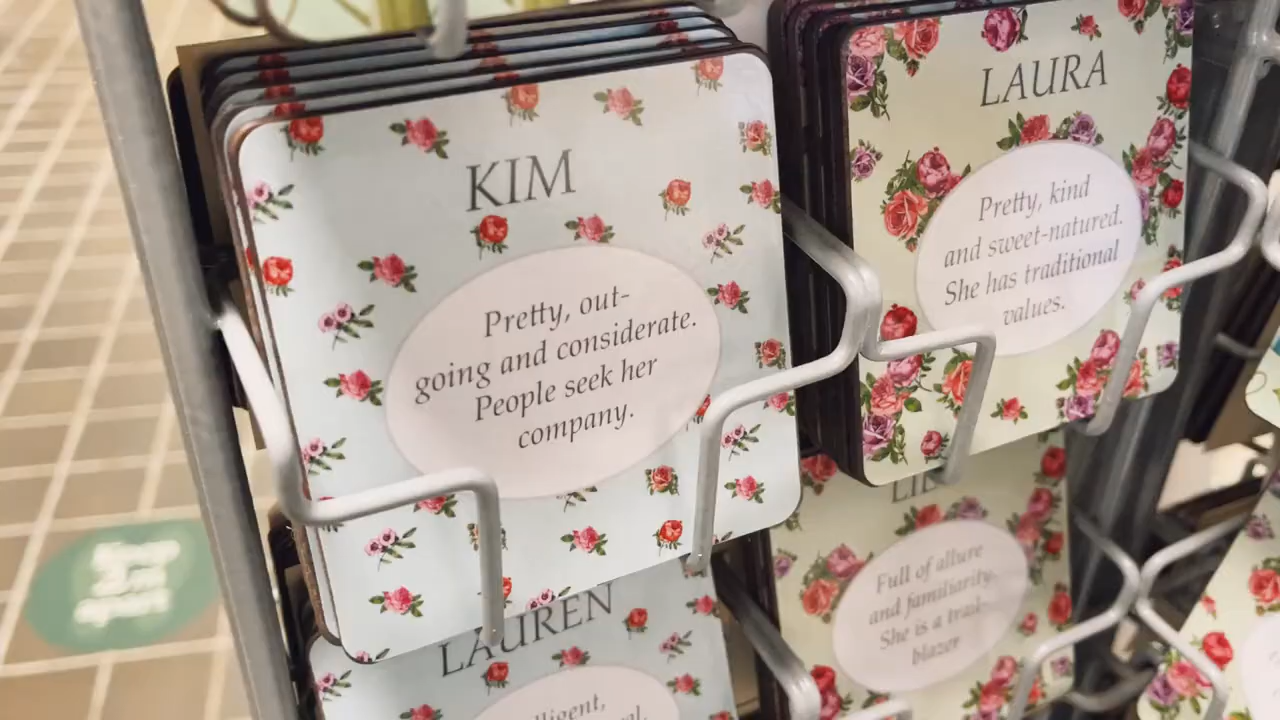 KIM
Pretty, out-
going and considerate.
People seek her
company.
LAURA
Pretty, kind
and sweet-natured.
She has traditional
values.
LAUREN
Full of allure
and familiarity.
She is a trail-
blazer